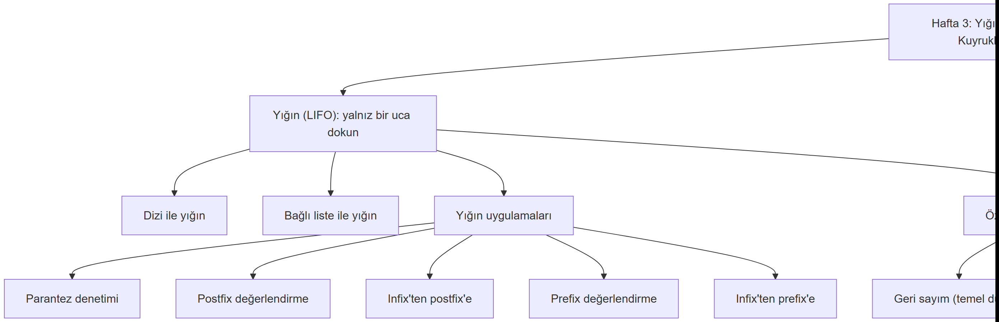 Hafta 3: Yığı
Kuyrukl
Yığın (LIFO): yalnız bir uca
dokun
Dizi ile yığın
Bağlı liste ile yığın
Yığın uygulamaları
Parantez denetimi
Postfix değerlendirme
Infix'ten postfix'e
Prefix değerlendirme
Infix'ten prefix'e
Geri sayım (temel